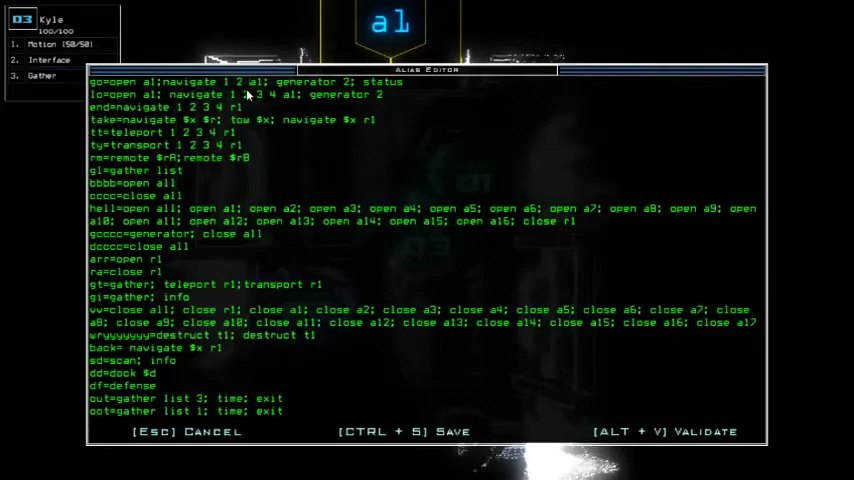 03 Kyle
100/100
1. Motion (50/50)
2. Interface
3. Gather
a1
Alias Editor
go=open a1;navigate 1 2 a1; generator 2; status
lo=open a1; navigate 1 2 3 4 a1; generator 2
end=navigate 1 2 3 4 r1
take=navigate $x $r; tow $x; navigate $x r1
tt=teleport 1 2 3 4 r1
ty=transport 1 2 3 4 r1
rm=remote $rA;remote $rB
gl=gather list
bbbb=open all
cccc=close all
hell=open all; open a1; open a2; open a3; open a4; open a5; open a6; open a7; open a8; open a9; open
a10; open a11; open a12; open a13; open a14; open a15; open a16; close r1
gcccc=generator; close all
dcccc=close all
arr=open r1
ra=close r1
gt=gather; teleport r1;transport r1
gi=gather; info
vv=close all; close r1; close a1; close a2; close a3; close a4; close a5; close a6; close a7; close
a8; close a9; close a10; close a11; close a12; close a13; close a14; close a15; close a16; close a17
wryyyyyy=destruct t1; destruct t1
back= navigate $x r1
sd=scan; info
dd=dock $d
df=defense
out=gather list 3; time; exit
oot=gather list 1; time; exit
[Esc] Cancel
[CTRL + S] Save
[ALT + V] Validate